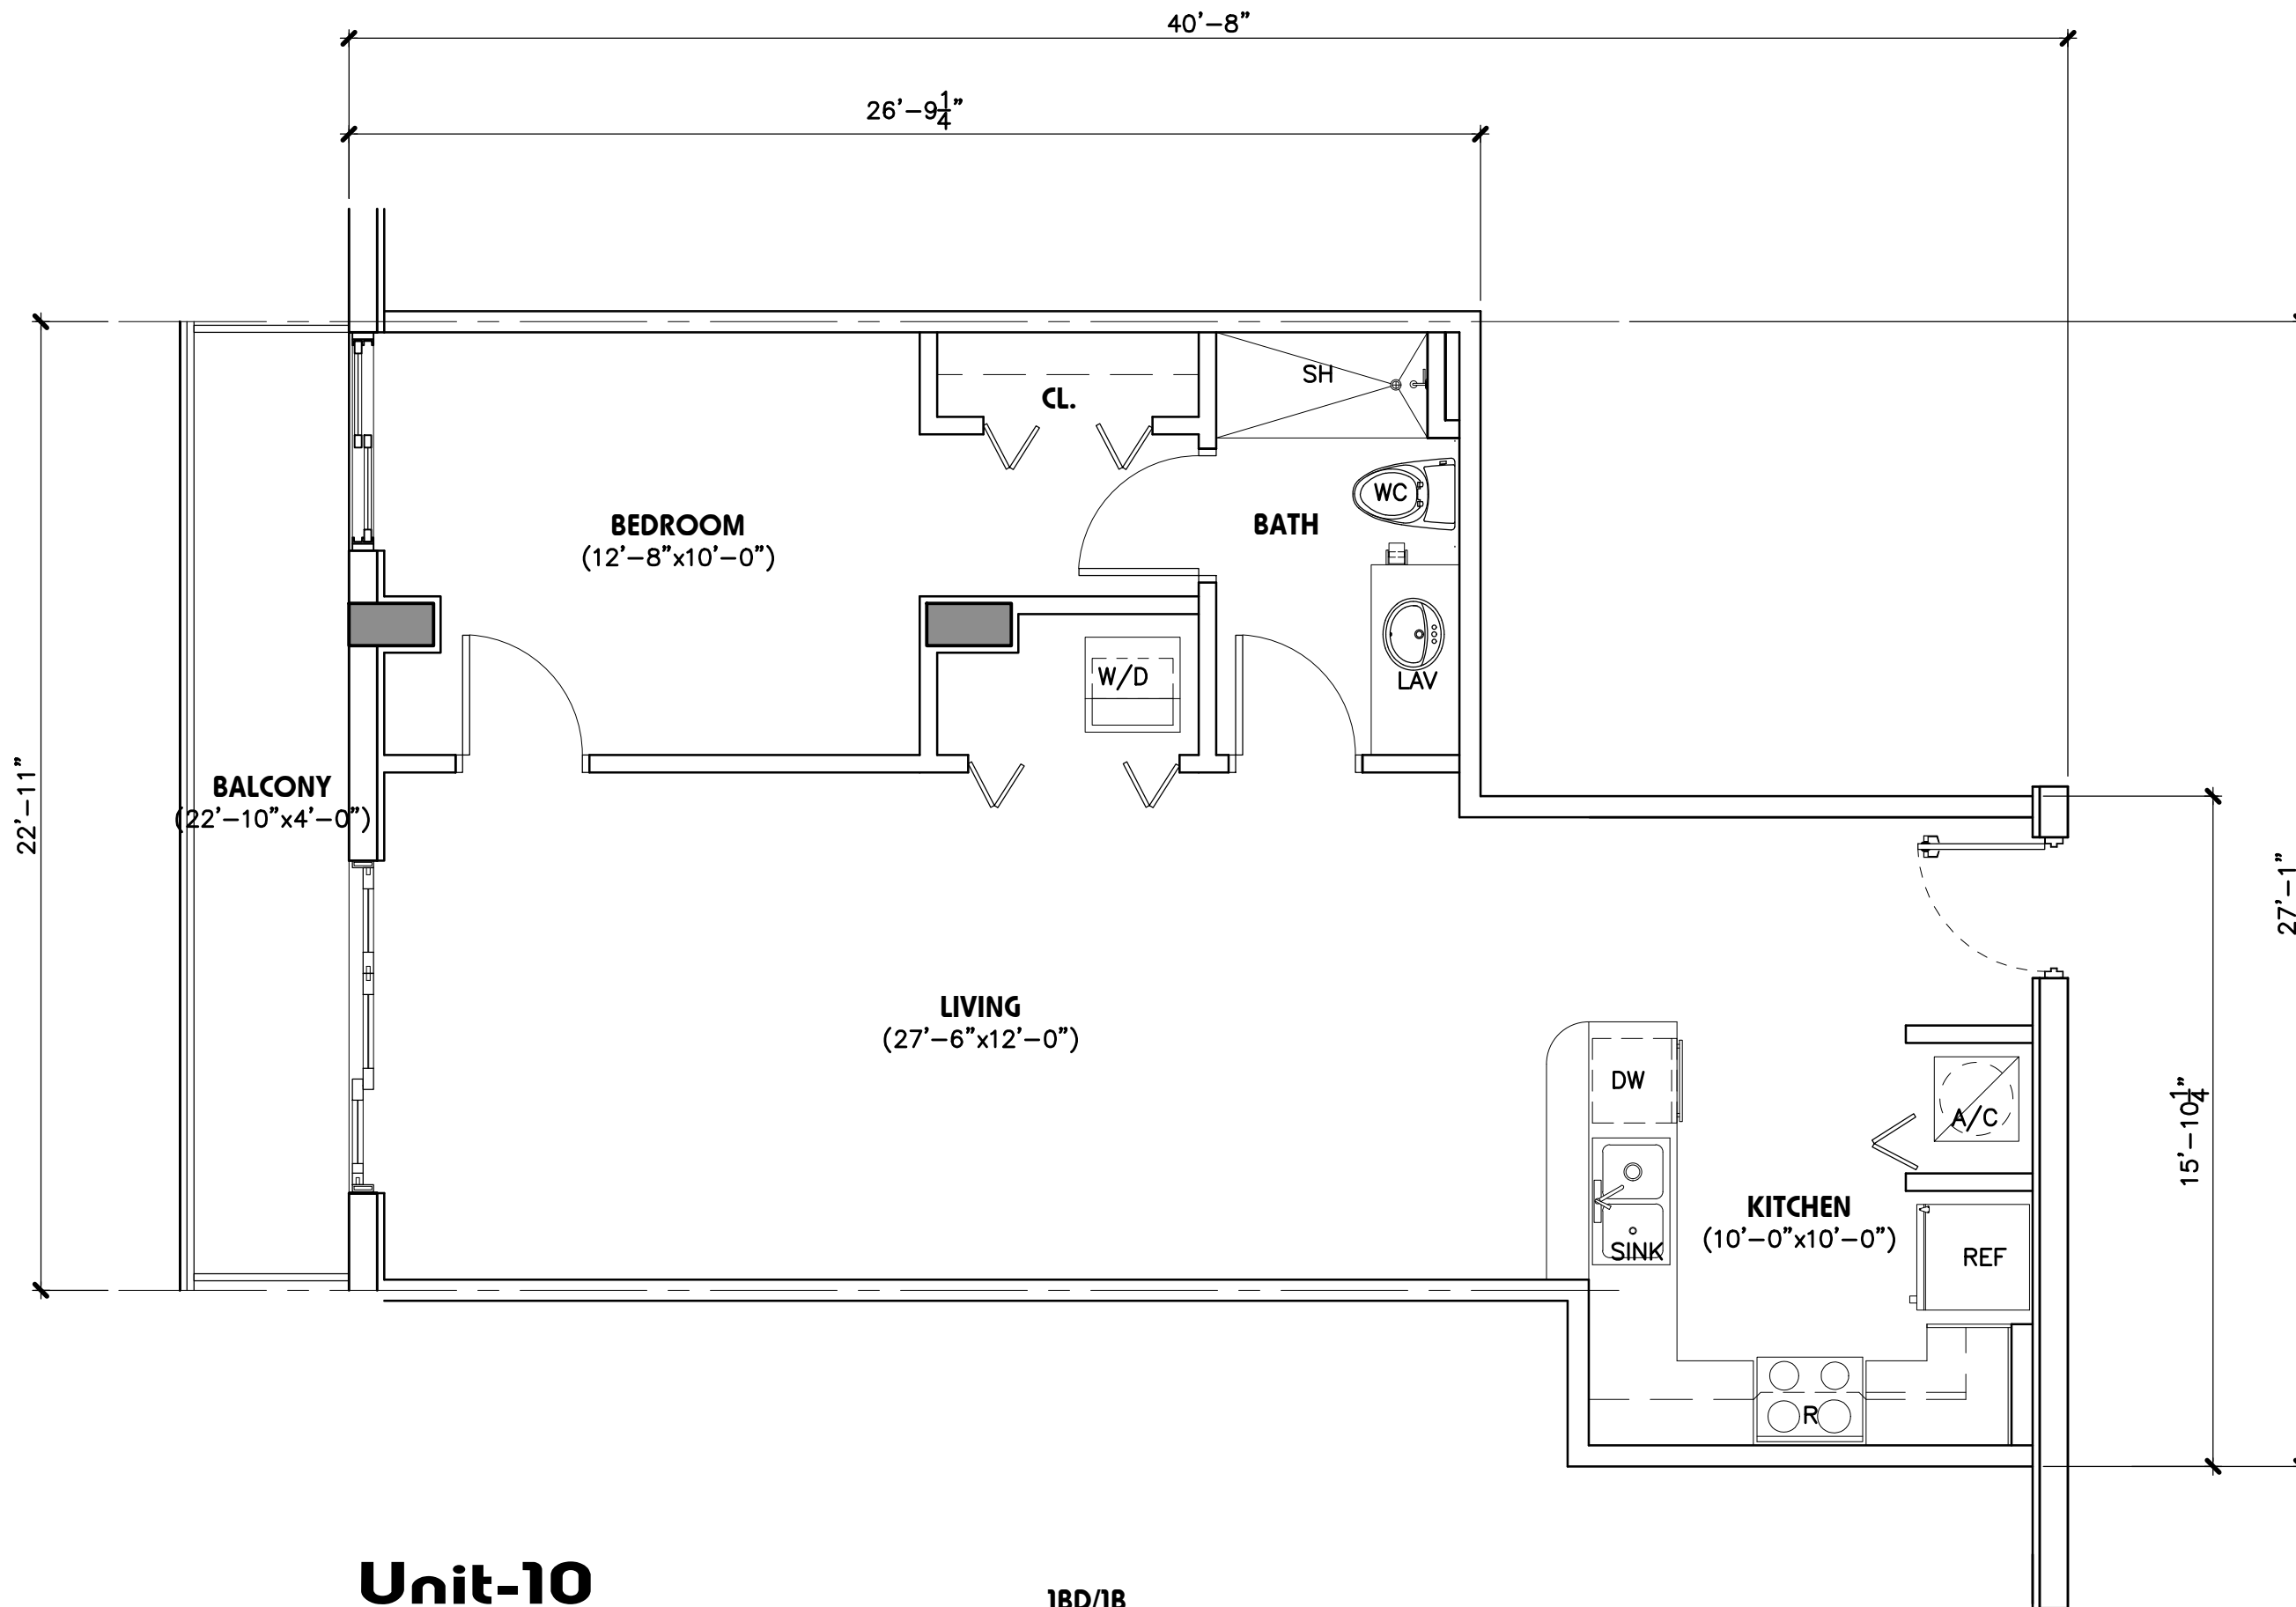 40'-8"
26'-9 1/4"
CL.
SH
BEDROOM
(12'-8"x10'-0")
WC
BATH
W/D
LAV
22'-11"
BALCONY
(22'-10"x4'-0")
27'-1"
LIVING
(27'-6"x12'-0")
DW
A/C
15'-10 1/4"
KITCHEN
(10'-0"x10'-0")
SINK
REF
R
Unit-10
1BD/1B